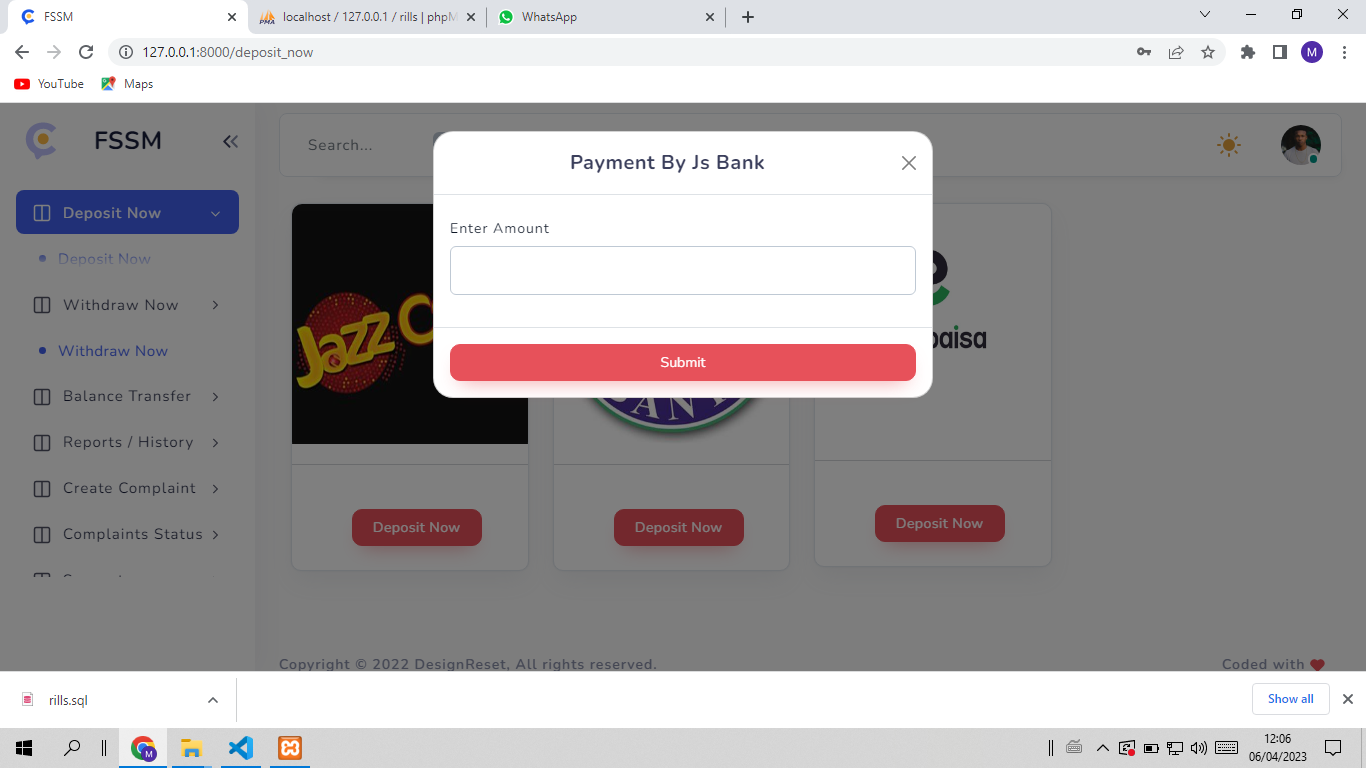 FSSM
localhost / 127.0.0.1 / rills | phpM
WhatsApp
127.0.0.1:8000/deposit_now
M
YouTube
Maps
FSSM
Search...
Payment By Js Bank
Deposit Now
Enter Amount
Deposit Now
Withdraw Now
Jazz C
paisa
Withdraw Now
Submit
Balance Transfer
BANK
Reports / History
Create Complaint
Deposit Now
Deposit Now
Deposit Now
Complaints Status
Copyright © 2022 DesignReset, All rights reserved.
Coded with
rills.sql
Show all
M
12:06
06/04/2023